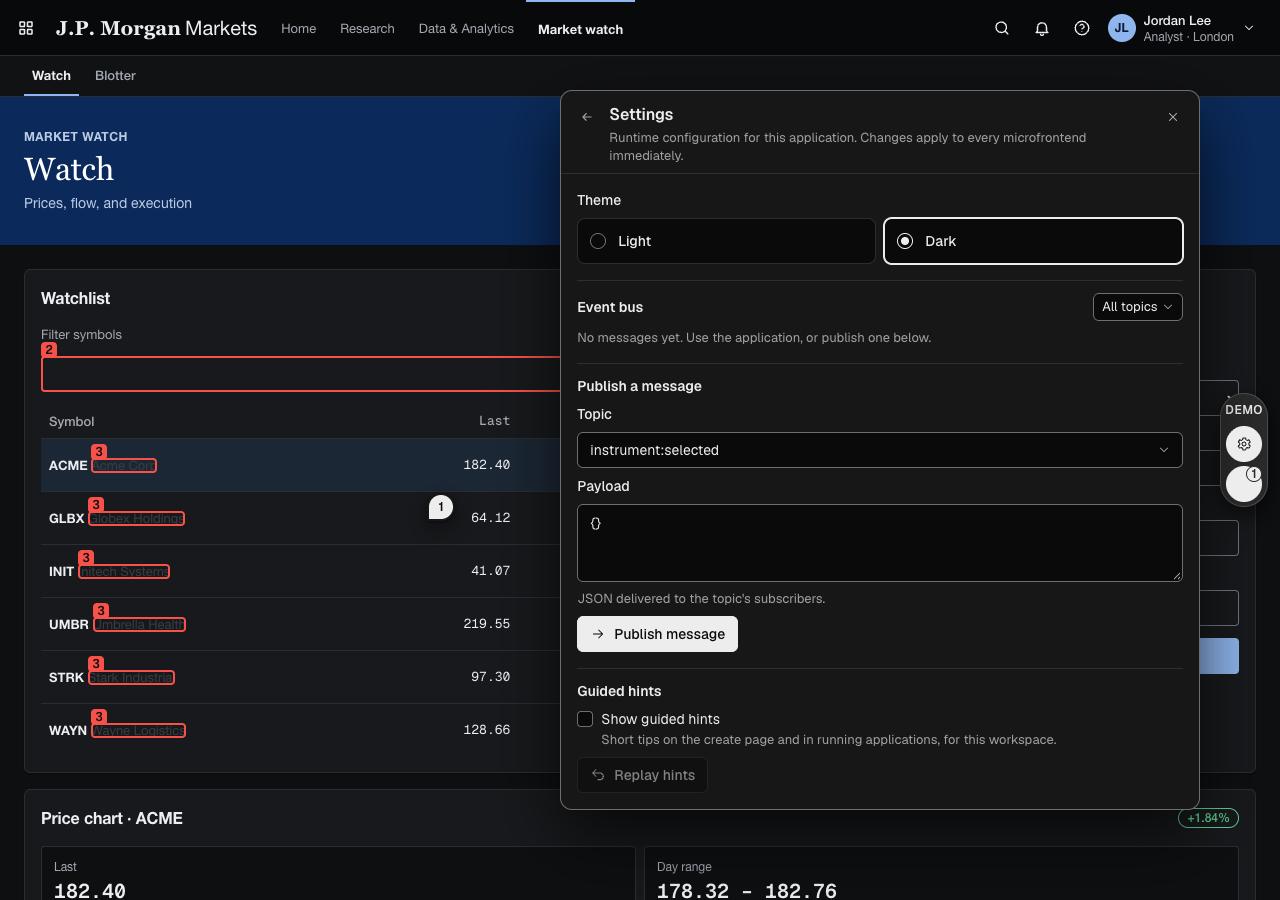 J.P. Morgan Markets
Home
Research
Data & Analytics
Market watch
JL
Jordan Lee
Analyst · London
Watch
Blotter
MARKET WATCH
Watch
Prices, flow, and execution
Settings
Runtime configuration for this application. Changes apply to every microfrontend
immediately.
Theme
Light
Dark
Event bus
All topics
No messages yet. Use the application, or publish one below.
Publish a message
Topic
instrument:selected
Payload
{}
JSON delivered to the topic's subscribers.
Publish message
Guided hints
Show guided hints
Short tips on the create page and in running applications, for this workspace.
Replay hints
Watchlist
Filter symbols
2
Symbol
Last
3
ACME Acme Corp
182.40
3
GLBX Globex Holdings
1
64.12
3
INIT Initech Systems
41.07
3
UMBR Umbrella Health
219.55
3
STRK Stark Industrial
97.30
3
WAYN Wayne Logistics
128.66
DEMO
1
Price chart · ACME
+1.84%
Last
182.40
Day range
178.32 – 182.76